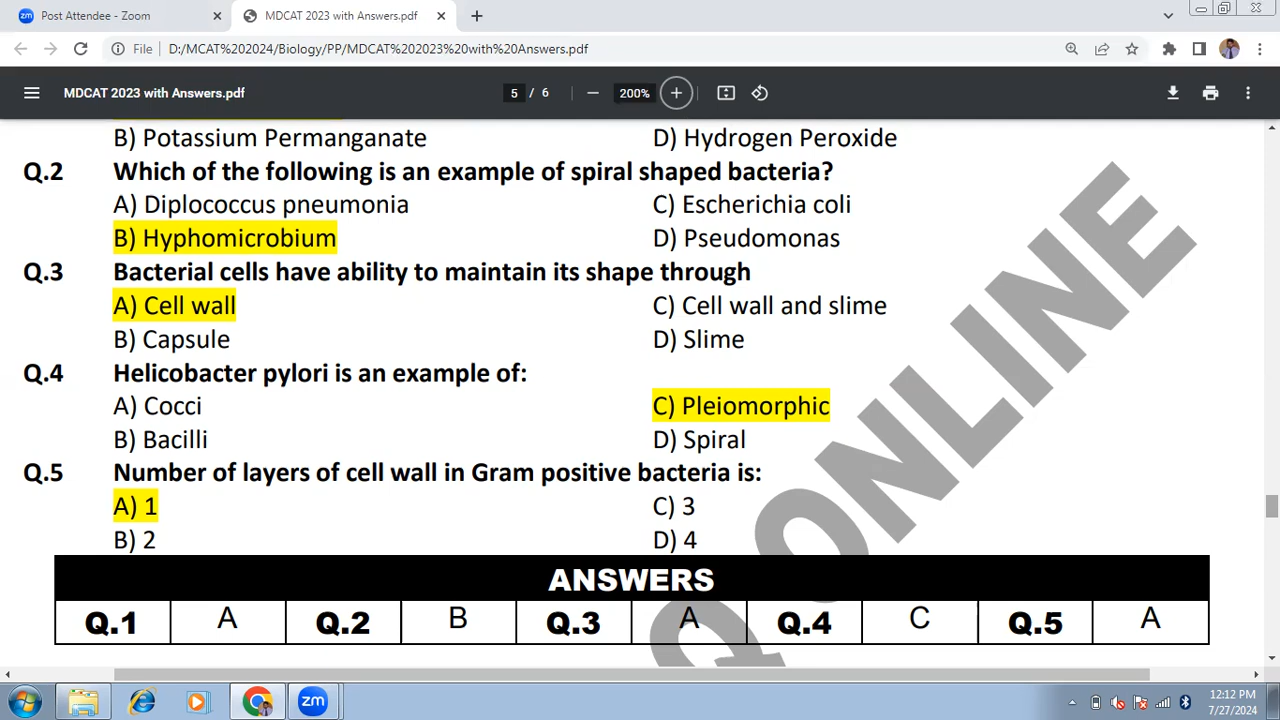 Post Attendee - Zoom
MDCAT 2023 with Answers.pdf
File
D:/MCAT%202024/Biology/PP/MDCAT%202023%20with%20Answers.pdf
MDCAT 2023 with Answers.pdf
5 / 6
200%
B) Potassium Permanganate
D) Hydrogen Peroxide
Q.2 Which of the following is an example of spiral shaped bacteria?
A) Diplococcus pneumonia
C) Escherichia coli
B) Hyphomicrobium
D) Pseudomonas
Q.3 Bacterial cells have ability to maintain its shape through
A) Cell wall
C) Cell wall and slime
B) Capsule
D) Slime
Q.4 Helicobacter pylori is an example of:
A) Cocci
C) Pleiomorphic
B) Bacilli
D) Spiral
Q.5 Number of layers of cell wall in Gram positive bacteria is:
A) 1
C) 3
B) 2
D) 4
ANSWERS
Q.1 A Q.2 B Q.3 A Q.4 C Q.5 A
Q ONLINE
zm
12:12 PM
7/27/2024